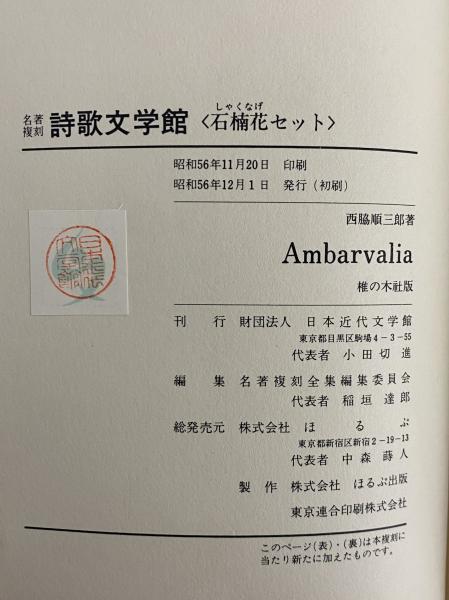 名著複刻 詩歌文学館〈石楠花セット〉
しゃくなげ
昭和56年11月20日 印刷
昭和56年12月1日 発行(初刷)
西脇順三郎著
Ambarvalia
椎の木社版
刊行 財団法人 日本近代文学館
東京都目黒区駒場4-3-55
代表者 小田切進
編集 名著複刻全集編集委員会
代表者 稲垣達郎
総発売元 株式会社 ほるぷ
東京都新宿区新宿2-19-13
代表者 中森蒔人
製作 株式会社 ほるぷ出版
東京連合印刷株式会社
このページ(表)・(裏)は本複刻に
当たり新たに加えたものです。